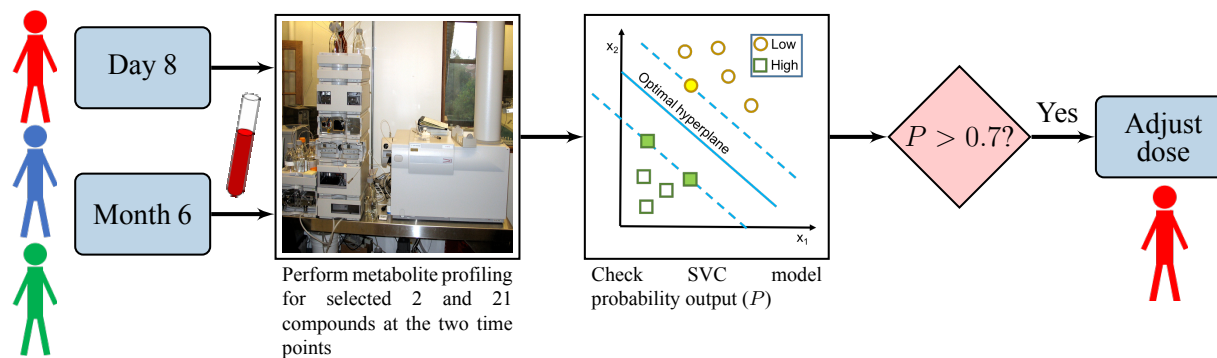 Day 8
Month 6
Perform metabolite profiling
for selected 2 and 21
compounds at the two time
points
x2
Low
High
Optimal hyperplane
x1
Check SVC model
probability output (P)
P > 0.7?
Yes
Adjust
dose